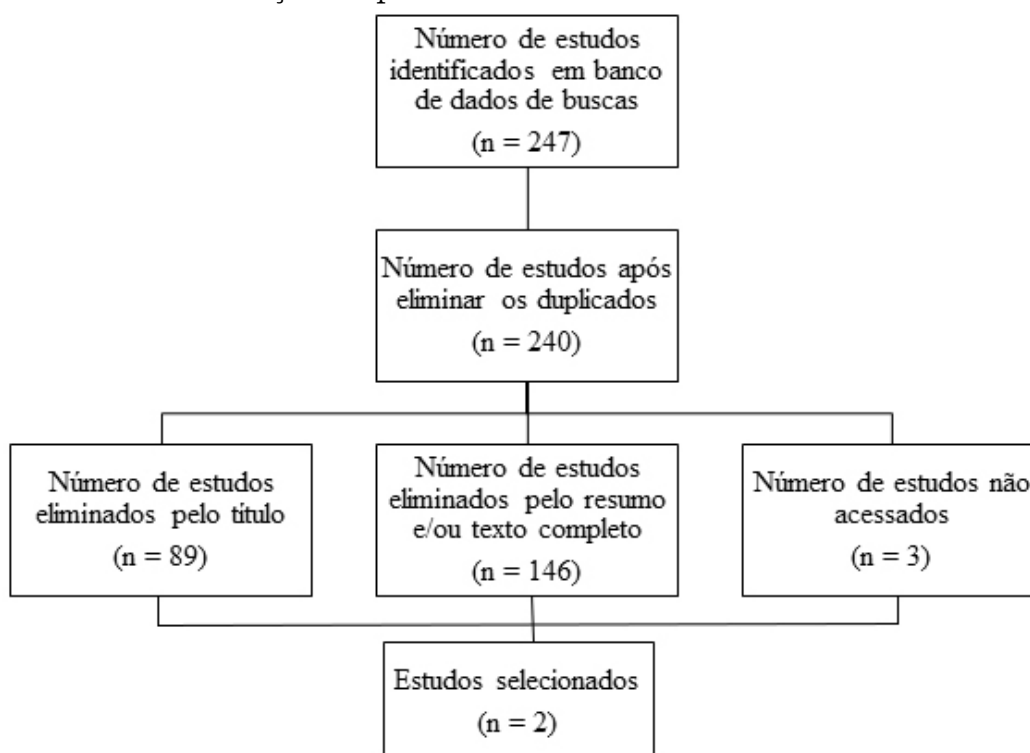 Número de estudos
identificados em banco
de dados de buscas
(n = 247)
Número de estudos após
eliminar os duplicados
(n = 240)
Número de estudos
eliminados pelo título
(n = 89)
Número de estudos
eliminados pelo resumo
e/ou texto completo
(n = 146)
Número de estudos não
acessados
(n = 3)
Estudos selecionados
(n = 2)